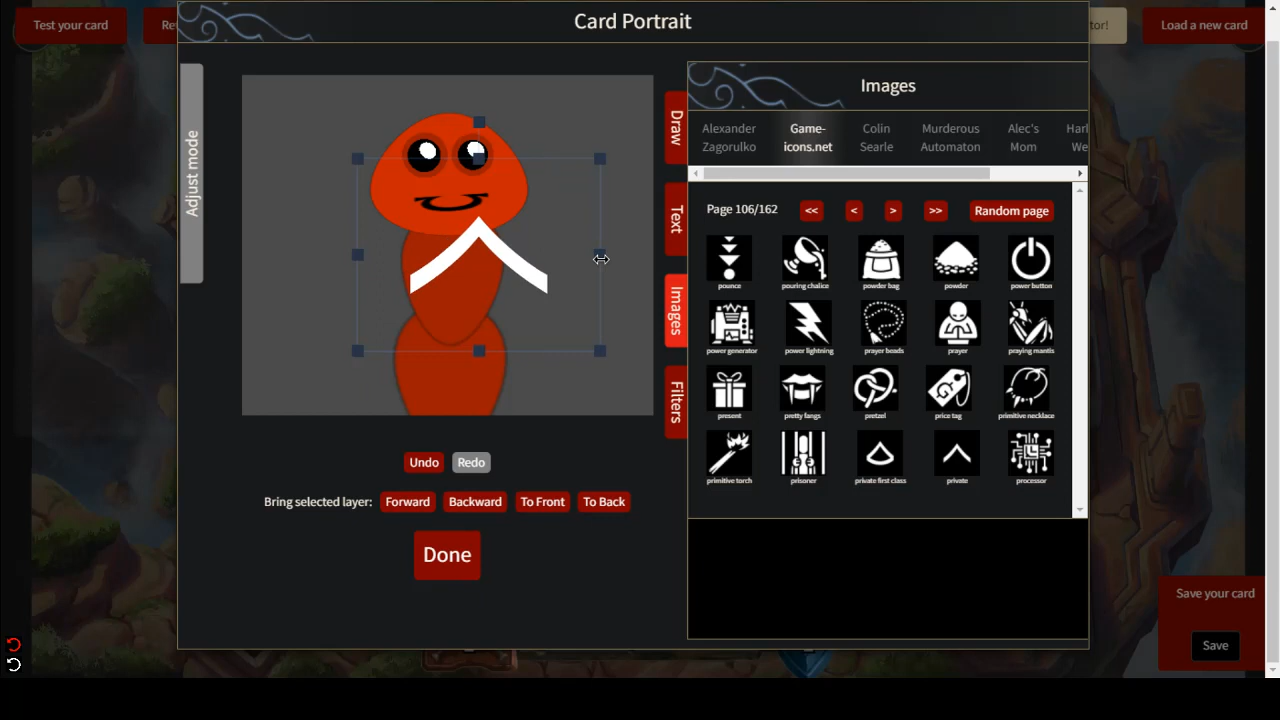 Test your card
Re
Card Portrait
tor!
Load a new card
Adjust mode
Draw
Text
Images
Filters
Images
Alexander Zagorulko
Game-icons.net
Colin Searle
Murderous Automaton
Alec's Mom
Harl We
Page 106/162
<<
<
>
>>
Random page
pounce
pouring chalice
powder bag
powder
power button
power generator
power lightning
prayer beads
prayer
praying mantis
present
pretty fangs
pretzel
price tag
primitive necklace
primitive torch
prisoner
private first class
private
processor
Undo
Redo
Bring selected layer:
Forward
Backward
To Front
To Back
Done
Save your card
Save